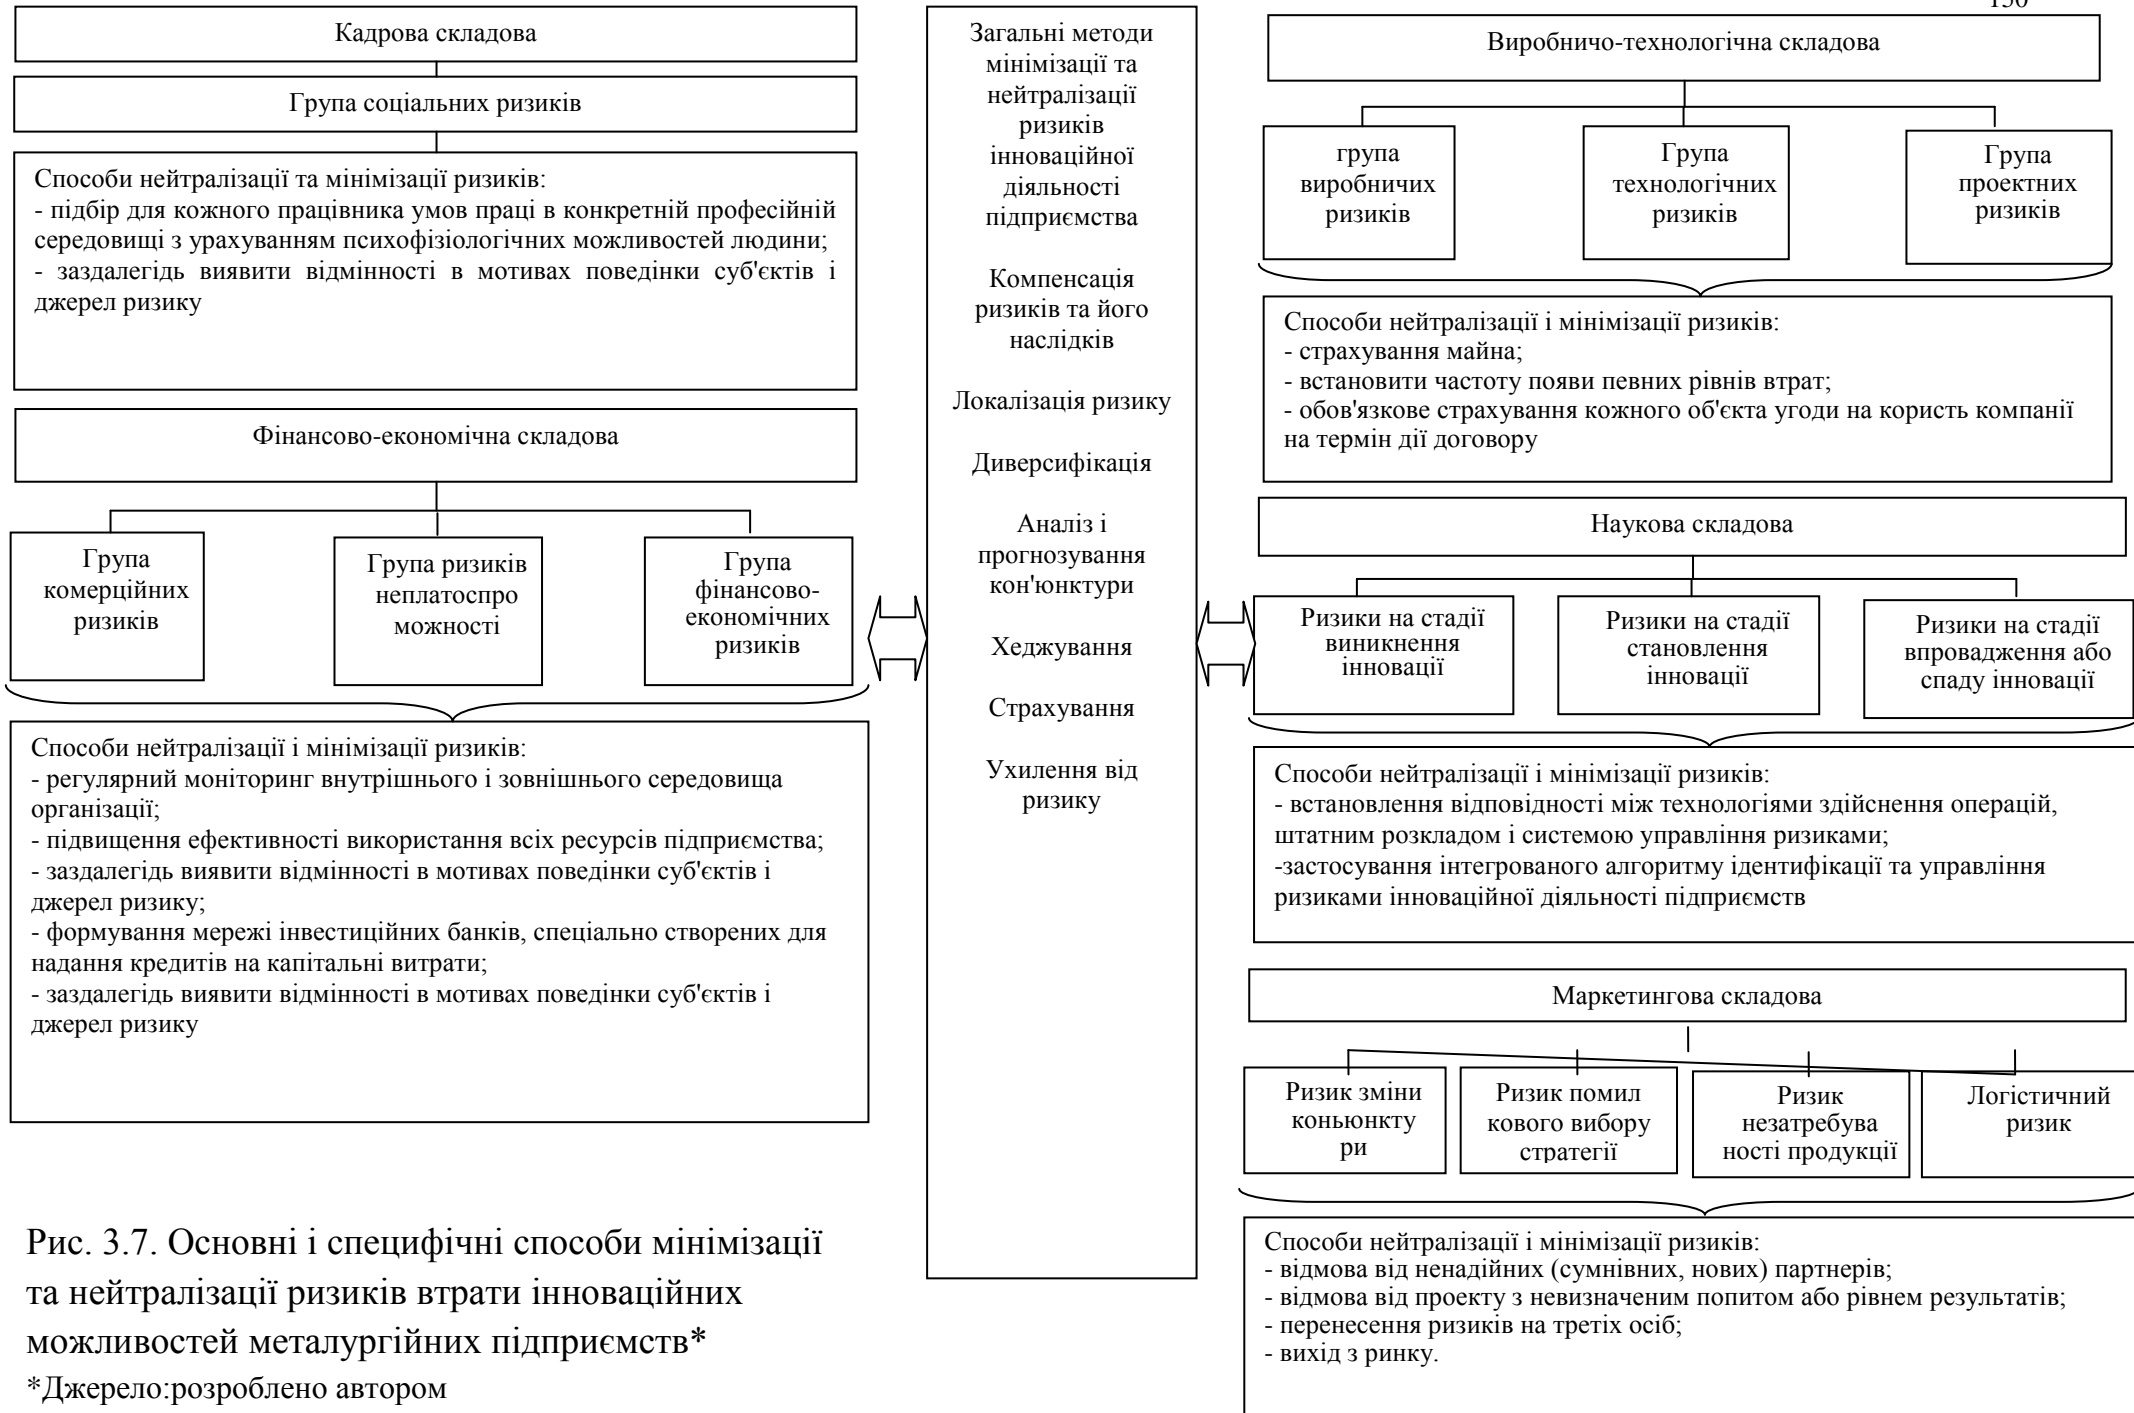 Кадрова складова
Група соціальних ризиків
Способи нейтралізації та мінімізації ризиків:
- підбір для кожного працівника умов праці в конкретній професійній
середовищі з урахуванням психофізіологічних можливостей людини;
- заздалегідь виявити відмінності в мотивах поведінки суб'єктів і
джерел ризику
Фінансово-економічна складова
Група
комерційних
ризиків
Група ризиків
неплатоспро
можності
Група
фінансово-
економічних
ризиків
Способи нейтралізації і мінімізації ризиків:
- регулярний моніторинг внутрішнього і зовнішнього середовища
організації;
- підвищення ефективності використання всіх ресурсів підприємства;
- заздалегідь виявити відмінності в мотивах поведінки суб'єктів і
джерел ризику;
- формування мережі інвестиційних банків, спеціально створених для
надання кредитів на капітальні витрати;
- заздалегідь виявити відмінності в мотивах поведінки суб'єктів і
джерел ризику
Загальні методи
мінімізації та
нейтралізації
ризиків
інноваційної
діяльності
підприємства
Компенсація
ризиків та його
наслідків
Локалізація ризику
Диверсифікація
Аналіз і
прогнозування
кон'юнктури
Хеджування
Страхування
Ухилення від
ризику
Виробничо-технологічна складова
група
виробничих
ризиків
Група
технологічних
ризиків
Група
проектних
ризиків
Способи нейтралізації і мінімізації ризиків:
- страхування майна;
- встановити частоту появи певних рівнів втрат;
- обов'язкове страхування кожного об'єкта угоди на користь компанії
на термін дії договору
Наукова складова
Ризики на стадії
виникнення
інновації
Ризики на стадії
становлення
інновації
Ризики на стадії
впровадження або
спаду інновації
Способи нейтралізації і мінімізації ризиків:
- встановлення відповідності між технологіями здійснення операцій,
штатним розкладом і системою управління ризиками;
-застосування інтегрованого алгоритму ідентифікації та управління
ризиками інноваційної діяльності підприємств
Маркетингова складова
Ризик зміни
коньюнкту
ри
Ризик помил
кового вибору
стратегії
Ризик
незатребува
ності продукції
Логістичний
ризик
Способи нейтралізації і мінімізації ризиків:
- відмова від ненадійних (сумнівних, нових) партнерів;
- відмова від проекту з невизначеним попитом або рівнем результатів;
- перенесення ризиків на третіх осіб;
- вихід з ринку.
Рис. 3.7. Основні і специфічні способи мінімізації
та нейтралізації ризиків втрати інноваційних
можливостей металургійних підприємств*
*Джерело:розроблено автором